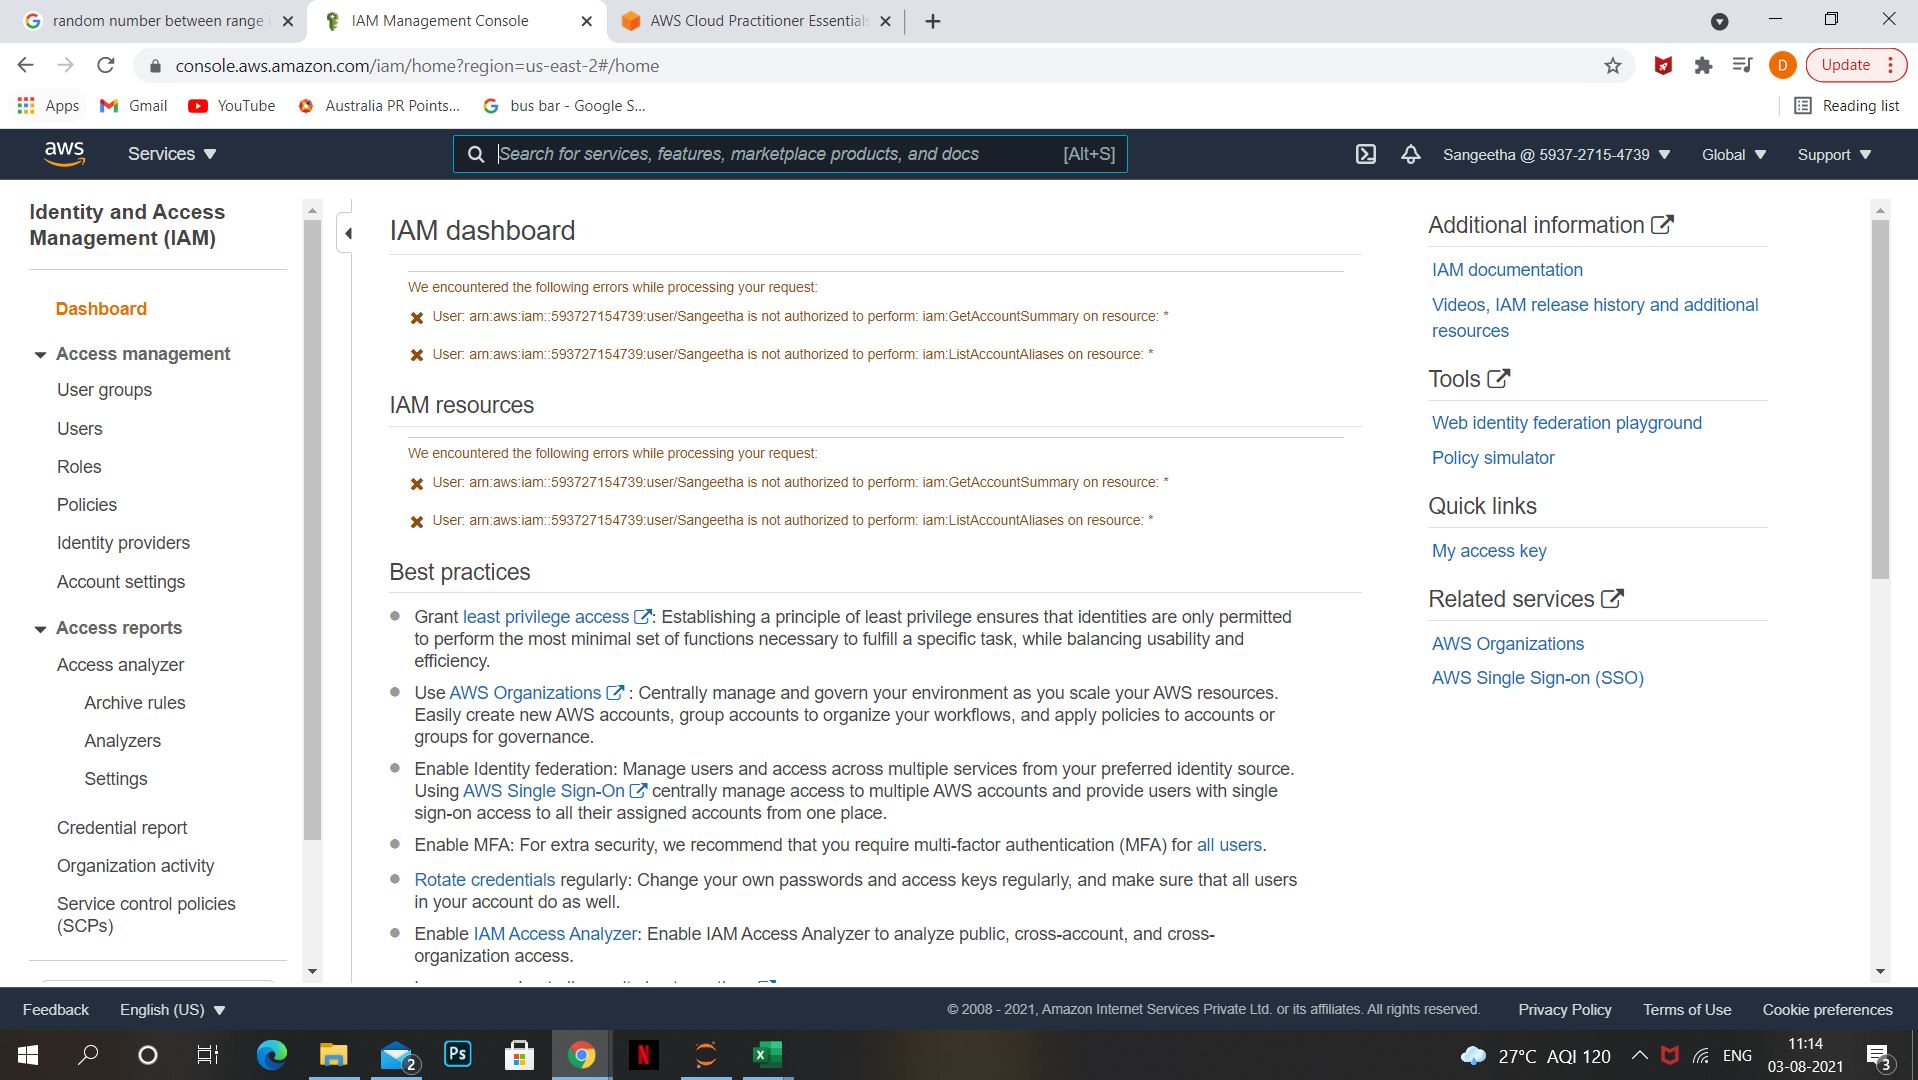 random number between range i
IAM Management Console
AWS Cloud Practitioner Essentials
console.aws.amazon.com/iam/home?region=us-east-2#/home
D
Update
Apps
Gmail
YouTube
Australia PR Points...
bus bar - Google S...
Reading list
aws
Services
Search for services, features, marketplace products, and docs
[Alt+S]
Sangeetha @ 5937-2715-4739
Global
Support
Identity and Access
Management (IAM)
Dashboard
Access management
User groups
Users
Roles
Policies
Identity providers
Account settings
Access reports
Access analyzer
Archive rules
Analyzers
Settings
Credential report
Organization activity
Service control policies
(SCPs)
IAM dashboard
We encountered the following errors while processing your request:
User: arn:aws:iam::593727154739:user/Sangeetha is not authorized to perform: iam:GetAccountSummary on resource: *
User: arn:aws:iam::593727154739:user/Sangeetha is not authorized to perform: iam:ListAccountAliases on resource: *
IAM resources
We encountered the following errors while processing your request:
User: arn:aws:iam::593727154739:user/Sangeetha is not authorized to perform: iam:GetAccountSummary on resource: *
User: arn:aws:iam::593727154739:user/Sangeetha is not authorized to perform: iam:ListAccountAliases on resource: *
Best practices
Grant least privilege access : Establishing a principle of least privilege ensures that identities are only permitted
to perform the most minimal set of functions necessary to fulfill a specific task, while balancing usability and
efficiency.
Use AWS Organizations : Centrally manage and govern your environment as you scale your AWS resources.
Easily create new AWS accounts, group accounts to organize your workflows, and apply policies to accounts or
groups for governance.
Enable Identity federation: Manage users and access across multiple services from your preferred identity source.
Using AWS Single Sign-On centrally manage access to multiple AWS accounts and provide users with single
sign-on access to all their assigned accounts from one place.
Enable MFA: For extra security, we recommend that you require multi-factor authentication (MFA) for all users.
Rotate credentials regularly: Change your own passwords and access keys regularly, and make sure that all users
in your account do as well.
Enable IAM Access Analyzer: Enable IAM Access Analyzer to analyze public, cross-account, and cross-
organization access.
Additional information
IAM documentation
Videos, IAM release history and additional
resources
Tools
Web identity federation playground
Policy simulator
Quick links
My access key
Related services
AWS Organizations
AWS Single Sign-on (SSO)
Feedback
English (US)
© 2008 - 2021, Amazon Internet Services Private Ltd. or its affiliates. All rights reserved.
Privacy Policy
Terms of Use
Cookie preferences
2
Ps
N
X
27°C AQI 120
ENG
11:14
03-08-2021
3